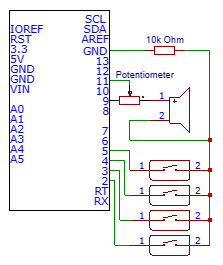 SCL
IOREF SDA
RST AREF
3.3 GND
5V 13
GND 12
GND 11
VIN 10
9
8
A0
A1
A2 7
A3 6
A4 5
A5 4
3
2
RT
RX
10k Ohm
Potentiometer
1
2
1 2
1 2
1 2
1 2